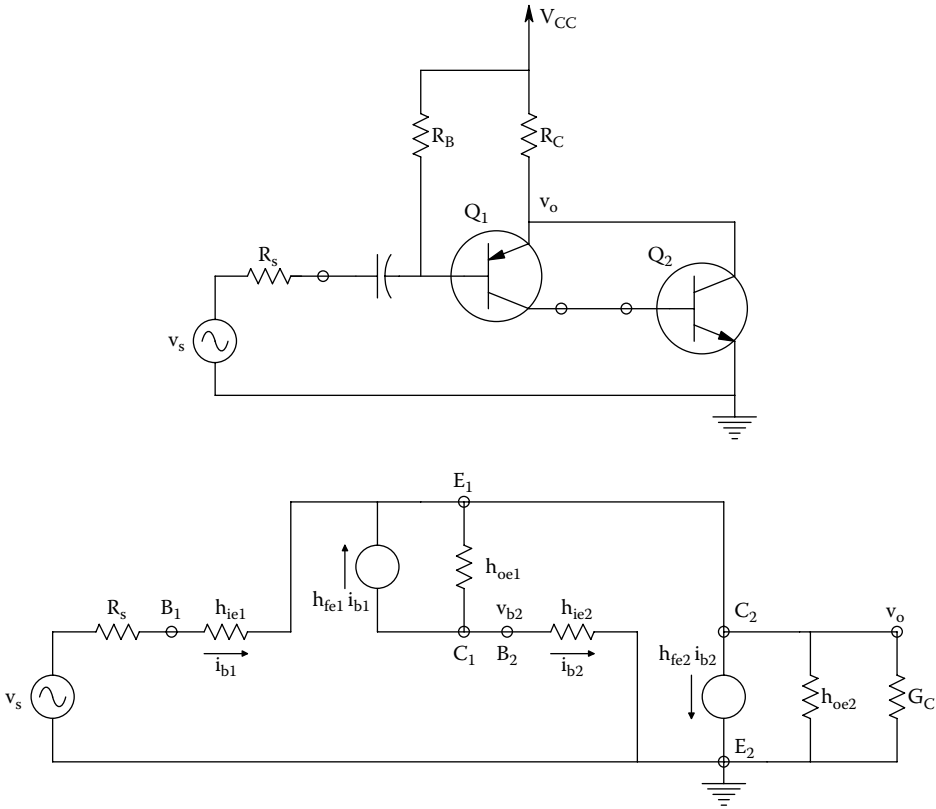 V_CC
R_B
R_C
v_o
Q_1
Q_2
R_s
v_s
E_1
h_oe1
h_fe1 i_b1
R_s
B_1
h_ie1
v_b2
h_ie2
C_2
v_o
i_b1
C_1
B_2
i_b2
h_fe2 i_b2
v_s
h_oe2
G_C
E_2